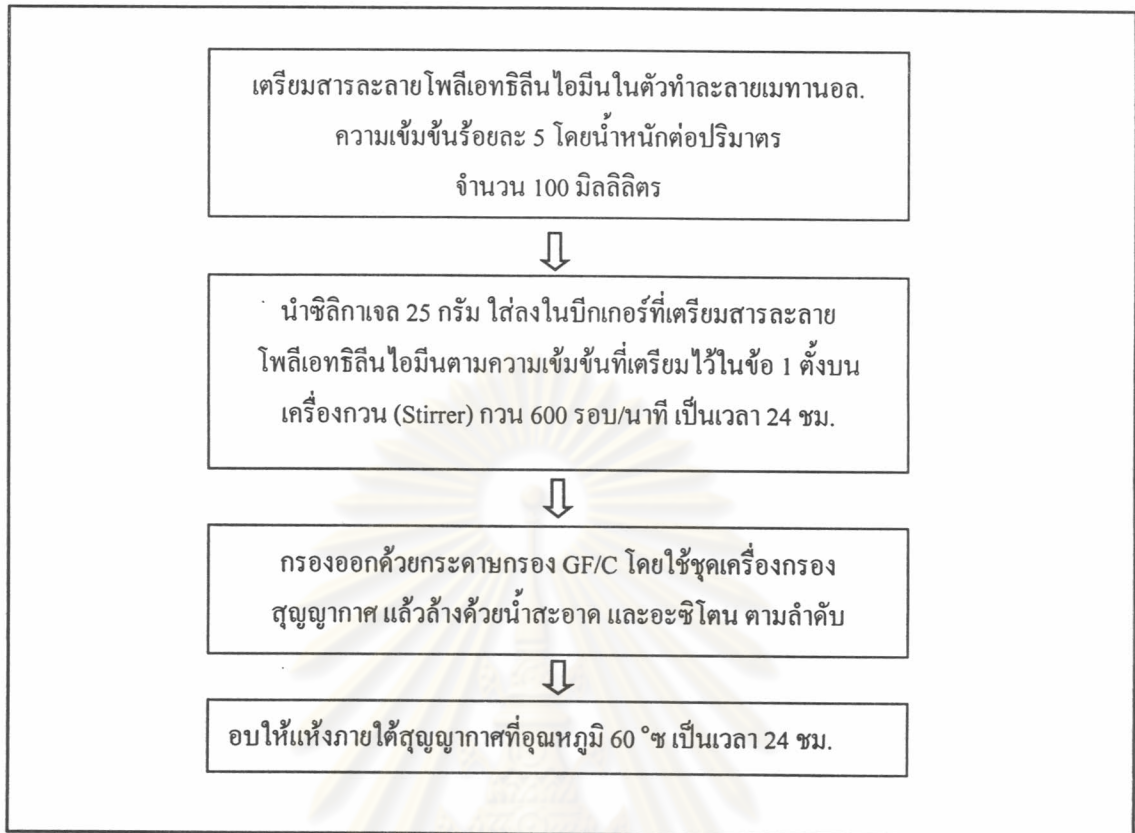 เตรียมสารละลายโพลีเอทธิลีนไอมีนในตัวทำละลายเมทานอล.
ความเข้มข้นร้อยละ 5 โดยน้ำหนักต่อปริมาตร
จำนวน 100 มิลลิลิตร
นำซิลิกาเจล 25 กรัม ใส่ลงในบีกเกอร์ที่เตรียมสารละลาย
โพลีเอทธิลีนไอมีนตามความเข้มข้นที่เตรียมไว้ในข้อ 1 ตั้งบน
เครื่องกวน (Stirrer) กวน 600 รอบ/นาที เป็นเวลา 24 ชม.
กรองออกด้วยกระดาษกรอง GF/C โดยใช้ชุดเครื่องกรอง
สุญญากาศ แล้วล้างด้วยน้ำสะอาด และอะซิโตน ตามลำดับ
อบให้แห้งภายใต้สุญญากาศที่อุณหภูมิ 60 °ซ เป็นเวลา 24 ชม.